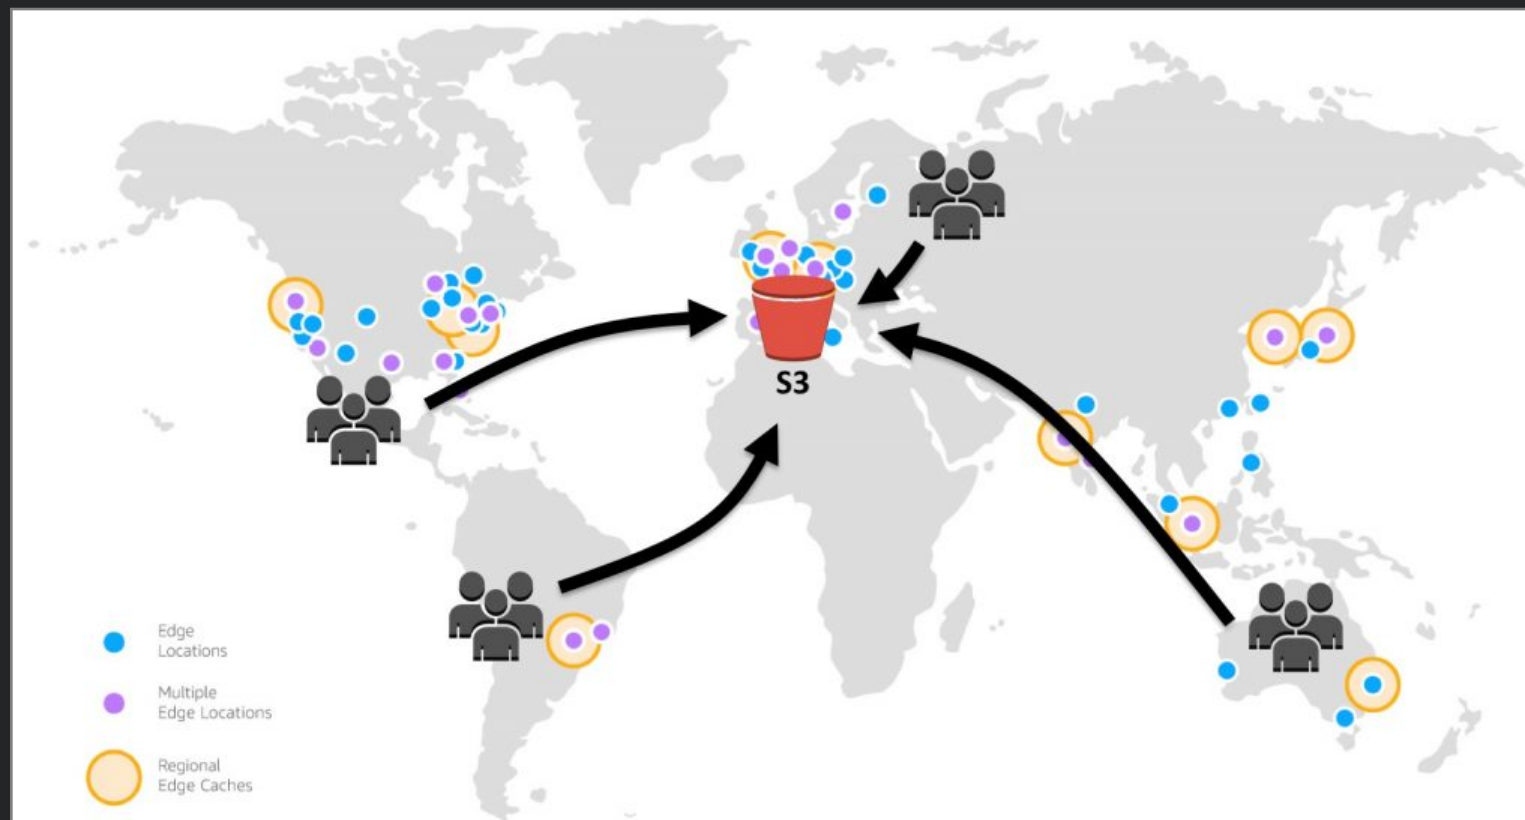 S3
Edge
Locations
Multiple
Edge Locations
Regional
Edge Caches